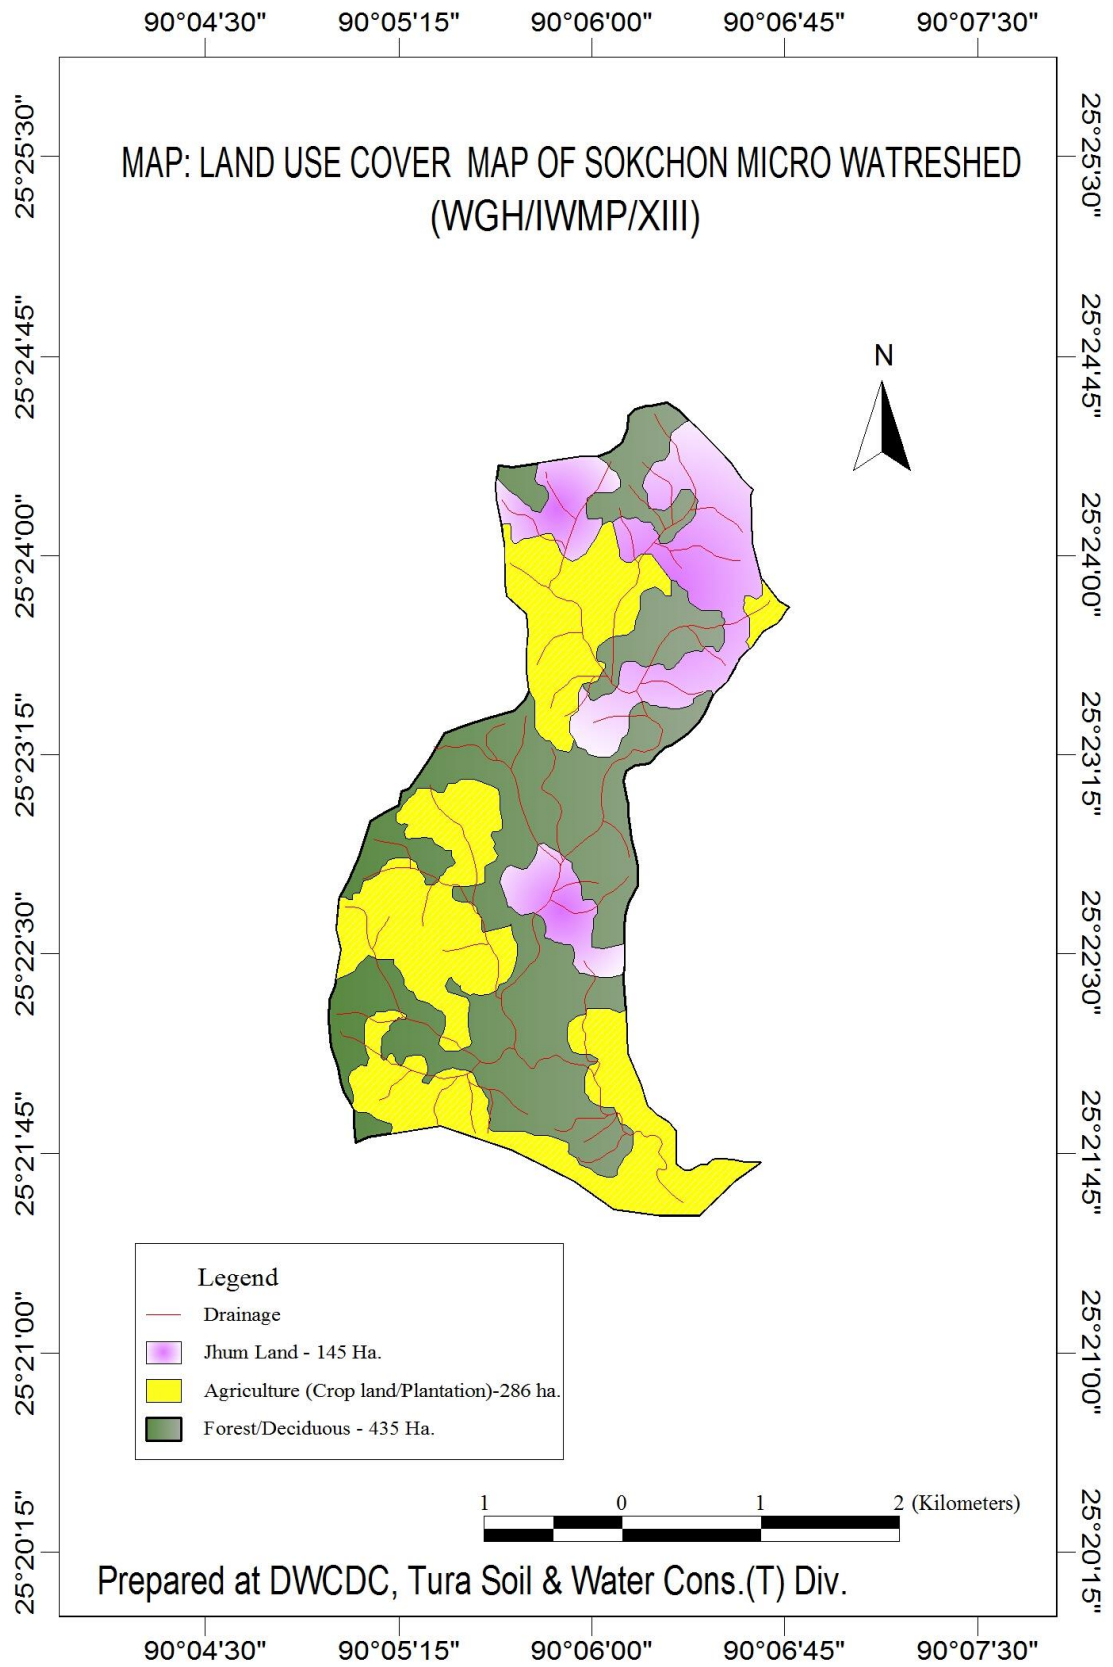 90°04'30" 90°05'15" 90°06'00" 90°06'45" 90°07'30"
25°25'30" 25°25'30"
MAP: LAND USE COVER MAP OF SOKCHON MICRO WATRESHED
(WGH/IWMP/XIII)
25°24'45" 25°24'45"
N
25°24'00" 25°24'00"
25°23'15" 25°23'15"
25°22'30" 25°22'30"
25°21'45" 25°21'45"
Legend
Drainage
Jhum Land - 145 Ha.
25°21'00" 25°21'00"
Agriculture (Crop land/Plantation)-286 ha.
Forest/Deciduous - 435 Ha.
1 0 1 2 (Kilometers)
25°20'15" 25°20'15"
Prepared at DWCDC, Tura Soil & Water Cons.(T) Div.
90°04'30" 90°05'15" 90°06'00" 90°06'45" 90°07'30"